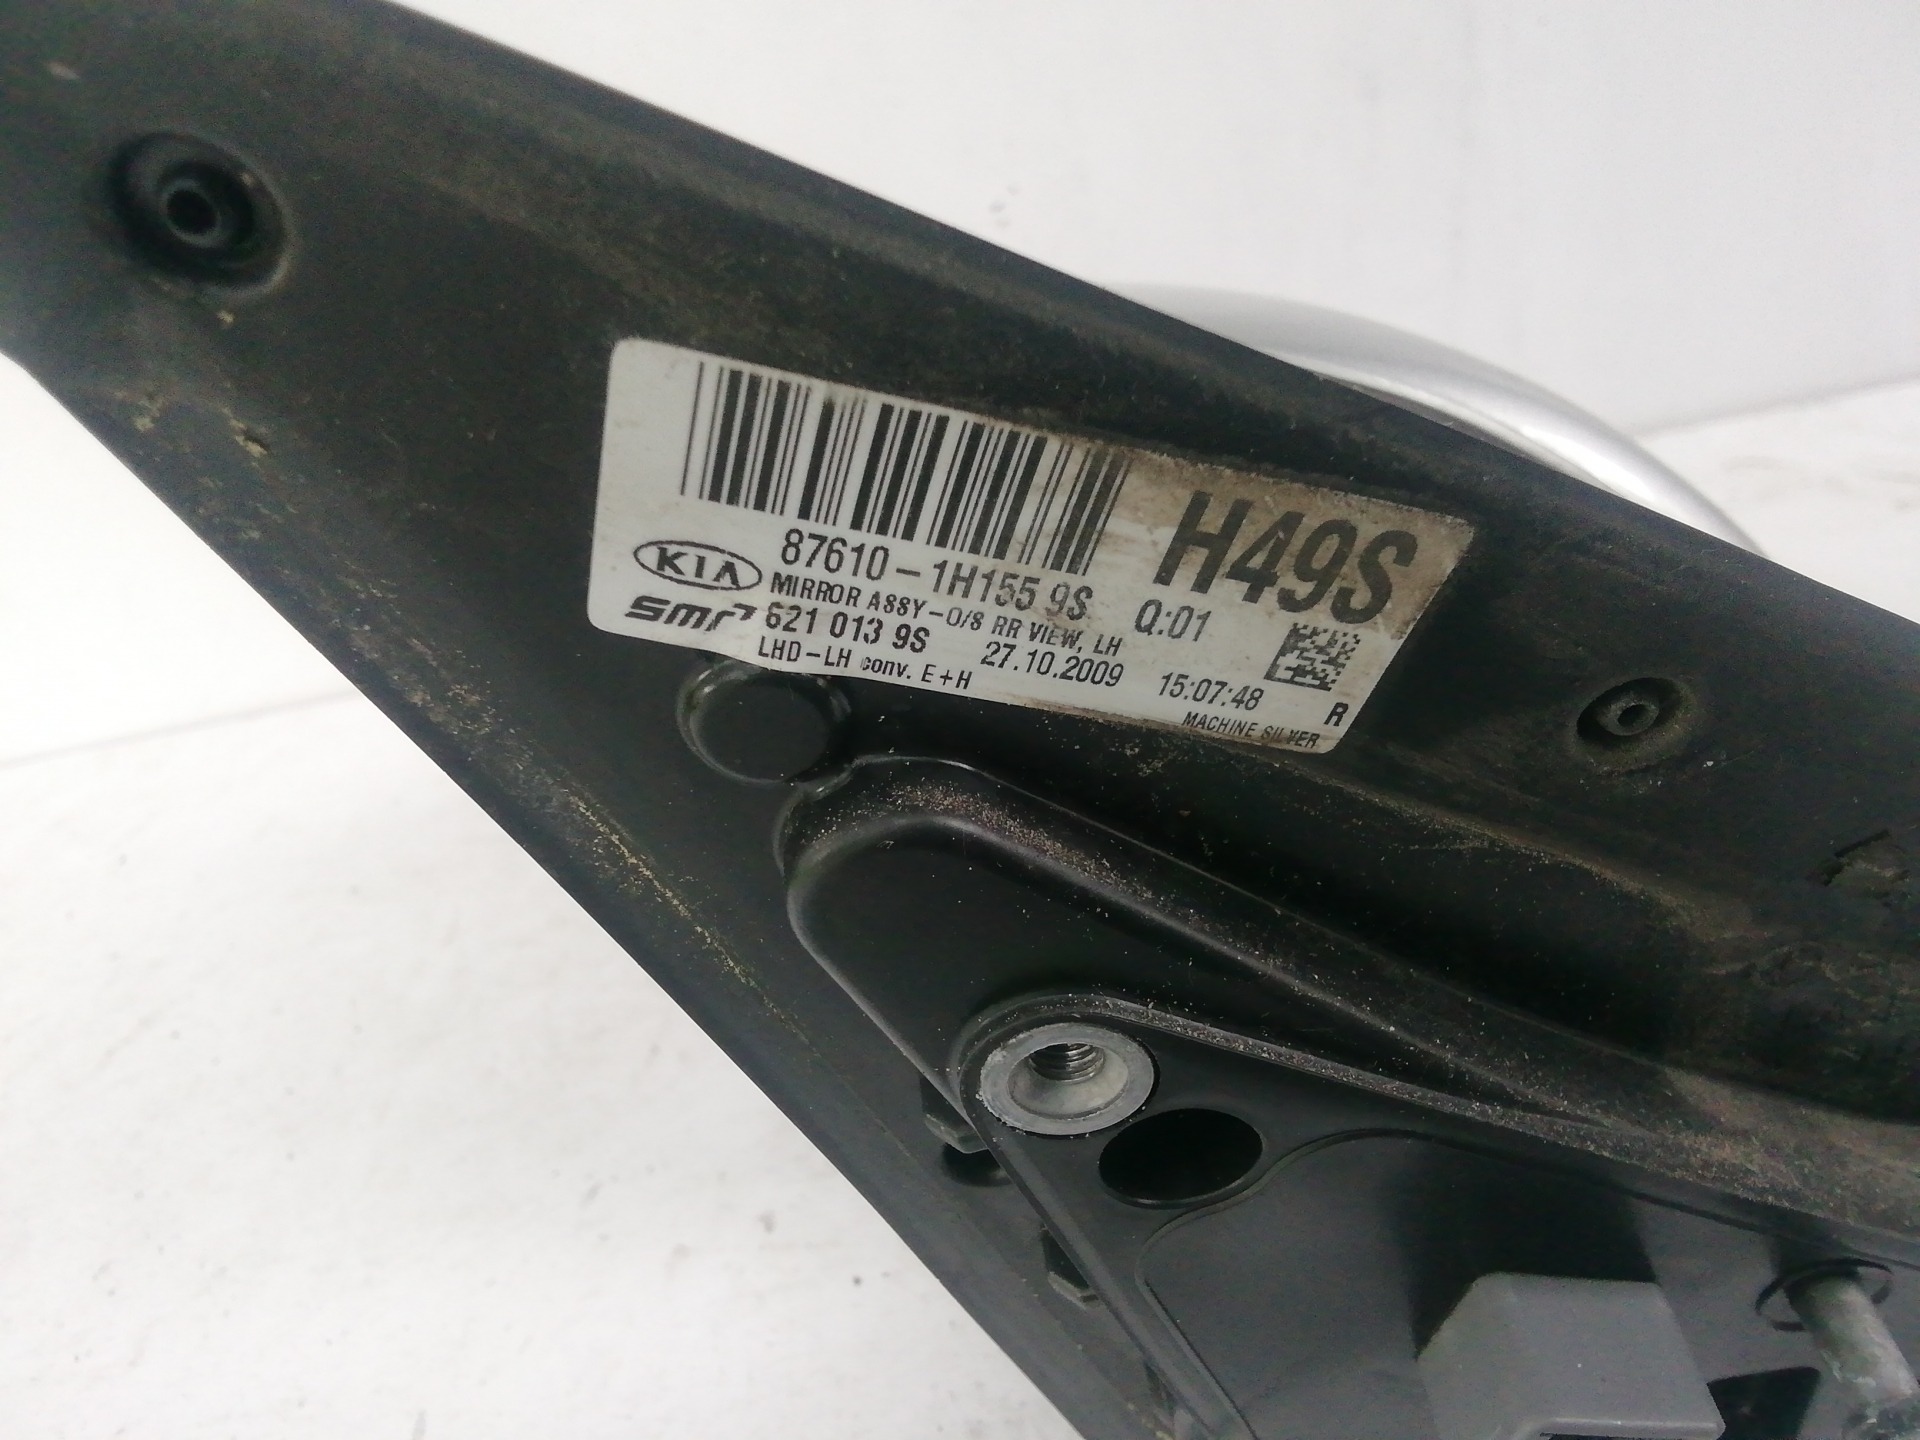 H49S
87610-1H155 9S Q:01
KIA MIRROR ASSY-O/S RR VIEW, LH
smr 621 013 9S 27.10.2009 15:07:48 R
LHD-LH conv. E+H MACHINE SILVER